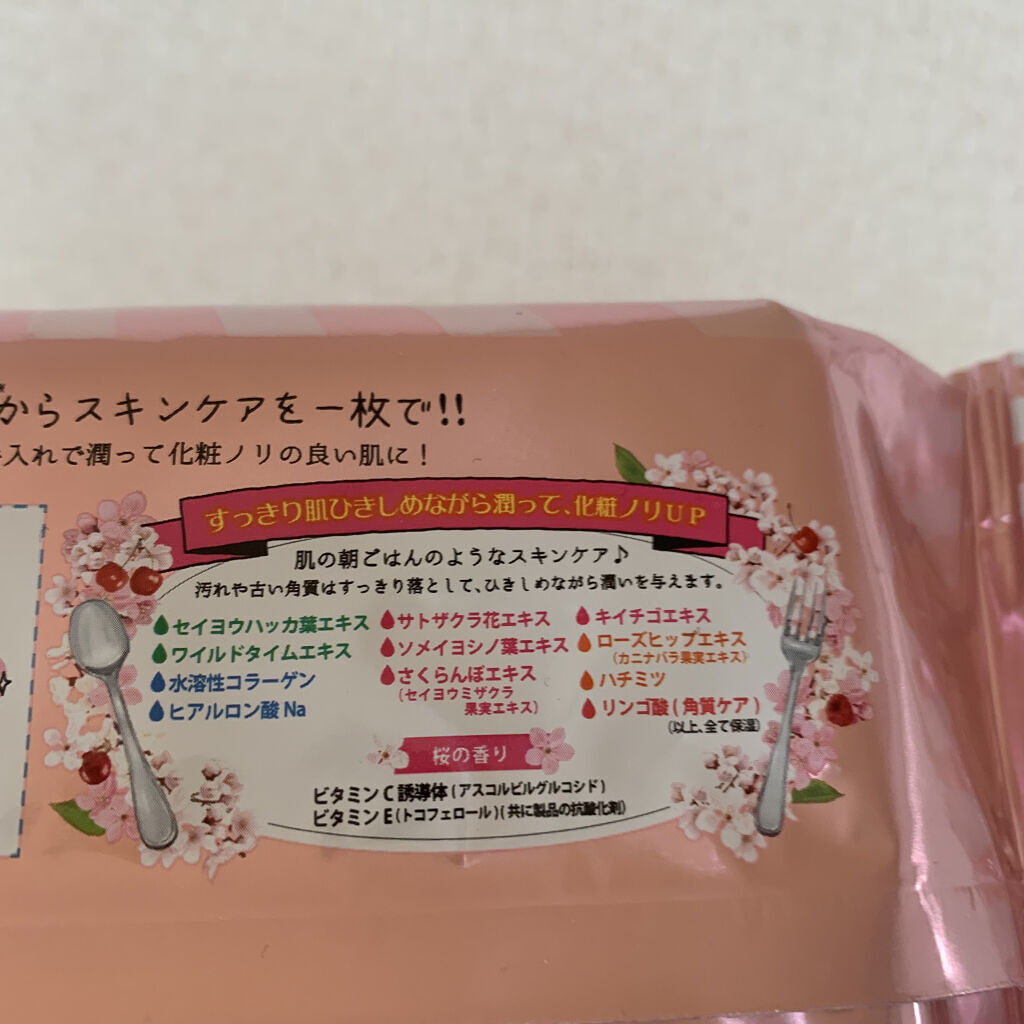 からスキンケアを一枚で!!
入れで潤って化粧ノリの良い肌に!
すっきり肌ひきしめながら潤って、化粧ノリUP
肌の朝ごはんのようなスキンケア♪
汚れや古い角質はすっきり落として、ひきしめながら潤いを与えます。
セイヨウハッカ葉エキス
ワイルドタイムエキス
水溶性コラーゲン
ヒアルロン酸Na
サトザクラ花エキス
ソメイヨシノ葉エキス
さくらんぼエキス
(セイヨウミザクラ
果実エキス)
キイチゴエキス
ローズヒップエキス
(カニナバラ果実エキス)
ハチミツ
リンゴ酸(角質ケア)
(以上、全て保湿)
桜の香り
ビタミンC誘導体(アスコルビルグルコシド)
ビタミンE(トコフェロール)(共に製品の抗酸化剤)